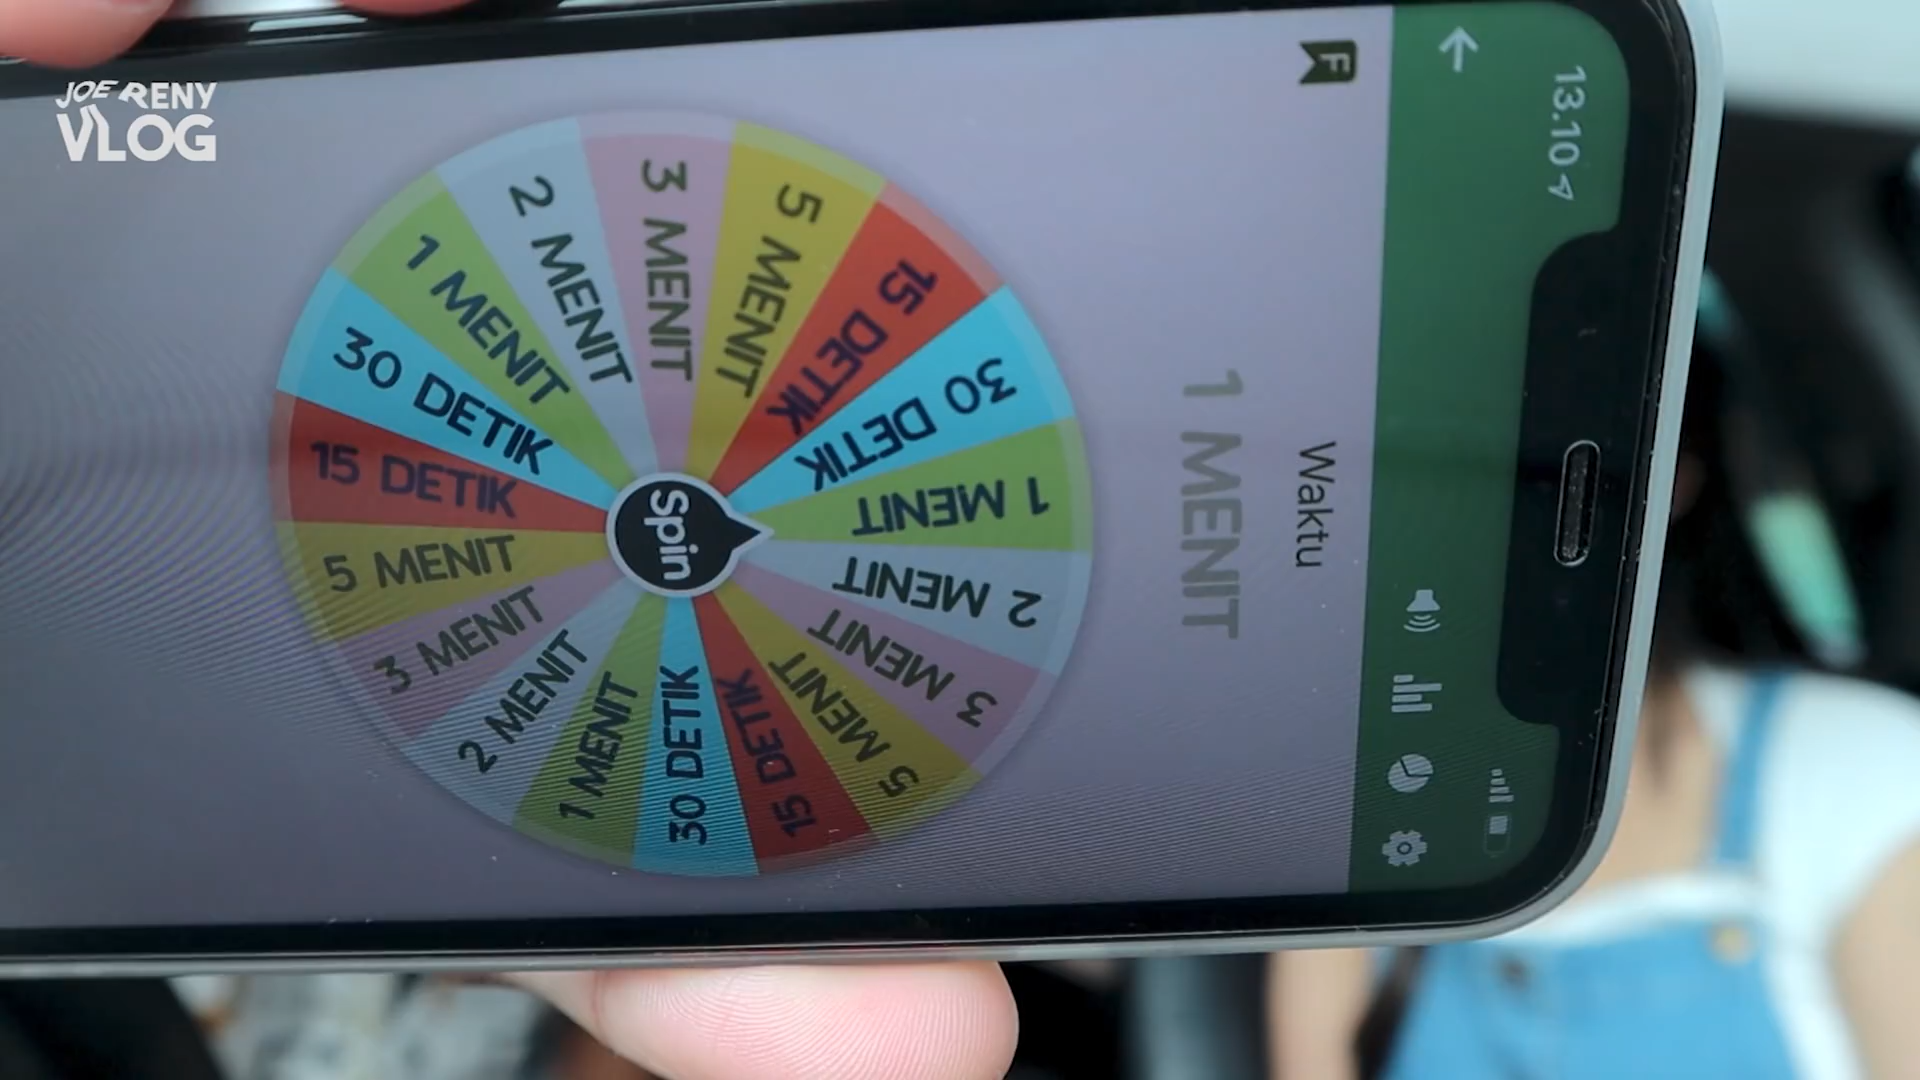 JOE RENY
VLOG
13.10
F
Waktu
1 MENIT
Spin
1 MENIT
2 MENIT
3 MENIT
5 MENIT
15 DETIK
30 DETIK
1 MENIT
2 MENIT
3 MENIT
5 MENIT
15 DETIK
30 DETIK
1 MENIT
2 MENIT
3 MENIT
5 MENIT
15 DETIK
30 DETIK